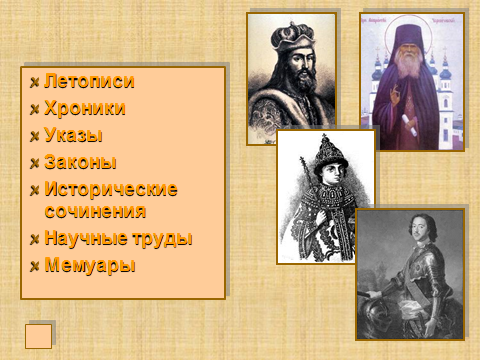 Летописи
Хроники
Указы
Законы
Исторические
сочинения
Научные труды
Мемуары